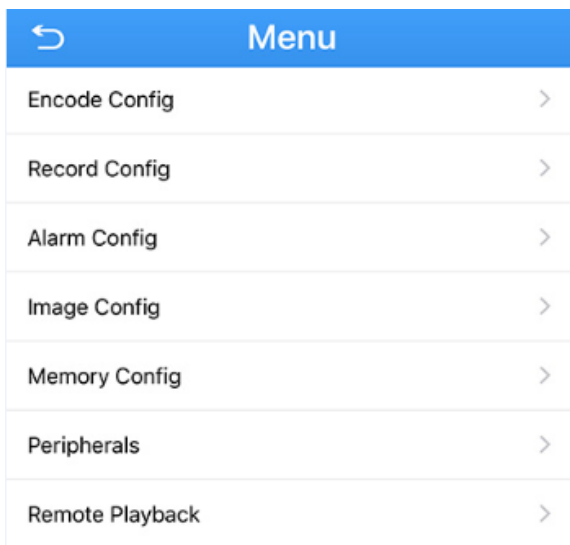 Menu
Encode Config
Record Config
Alarm Config
Image Config
Memory Config
Peripherals
Remote Playback